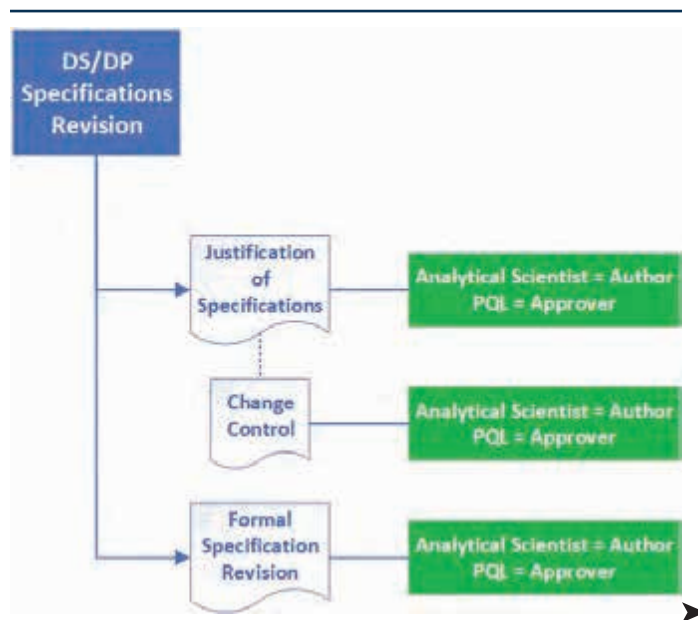 DS/DP
Specifications
Revision
Justification
of
Specifications
Analytical Scientist = Author
PQL = Approver
Change
Control
Analytical Scientist = Author
PQL = Approver
Formal
Specification
Revision
Analytical Scientist = Author
PQL = Approver